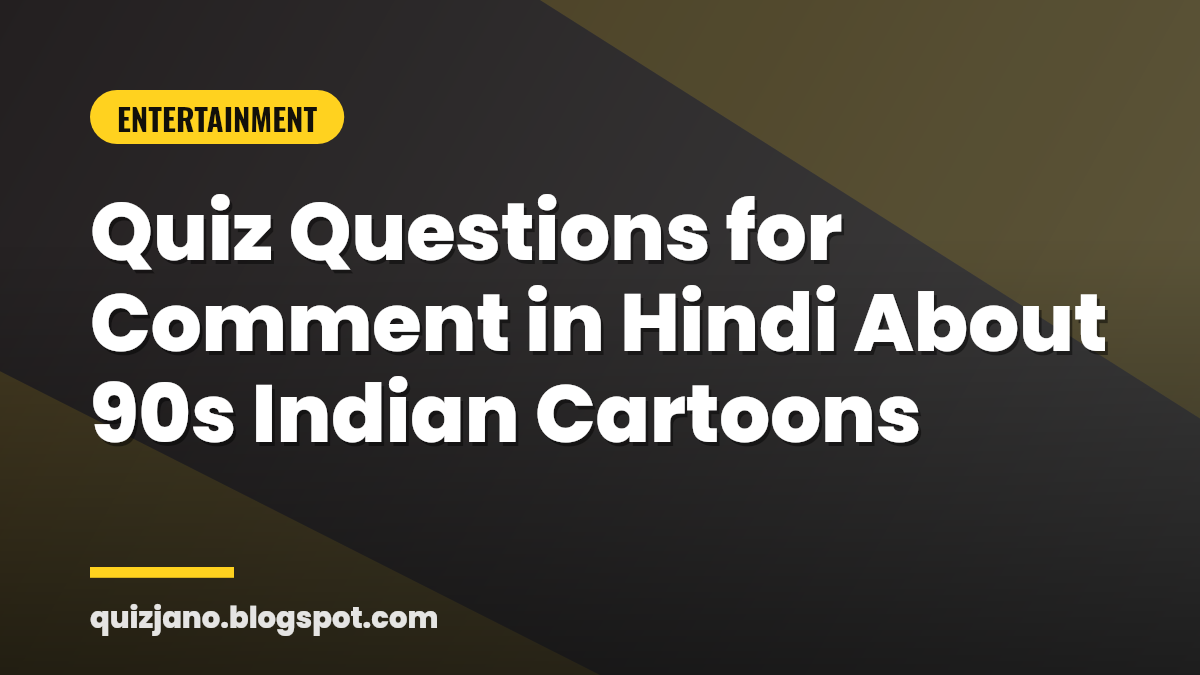 ENTERTAINMENT
Quiz Questions for
Comment in Hindi About
90s Indian Cartoons
quizjano.blogspot.com